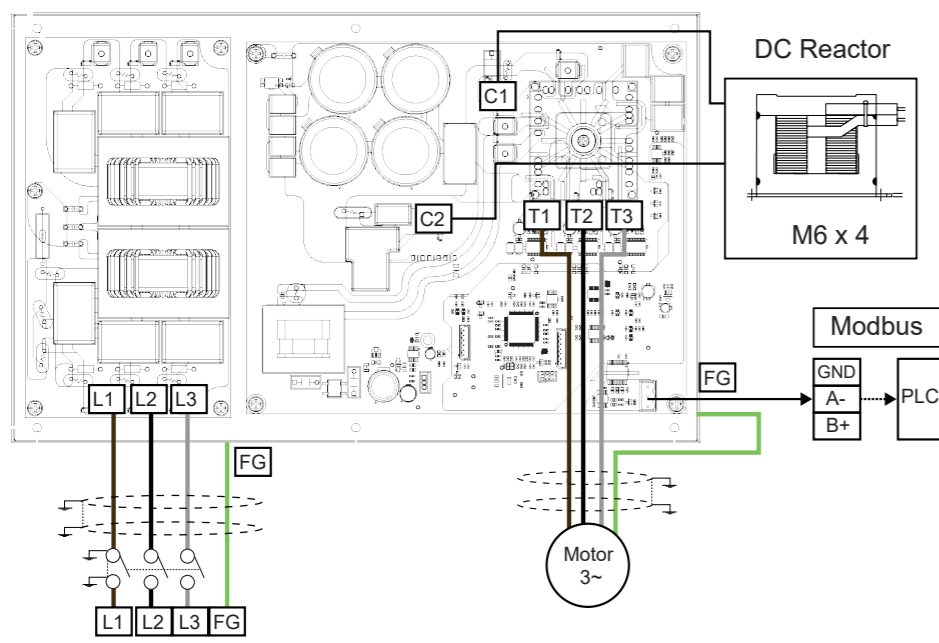 DC Reactor
C1
C2
T1 T2 T3
M6 x 4
Modbus
FG
GND
A-
B+
PLC
L1 L2 L3
FG
Motor
3~
L1 L2 L3 FG